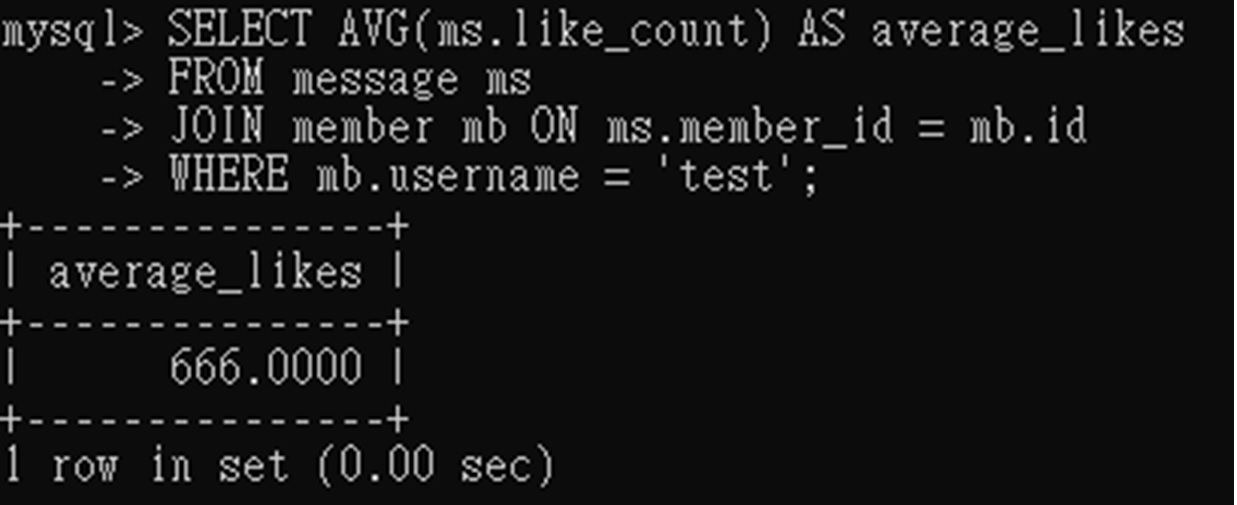 mysql> SELECT AVG(ms.like_count) AS average_likes
    -> FROM message ms
    -> JOIN member mb ON ms.member_id = mb.id
    -> WHERE mb.username = 'test';
+---------------+
| average_likes |
+---------------+
|      666.0000 |
+---------------+
1 row in set (0.00 sec)